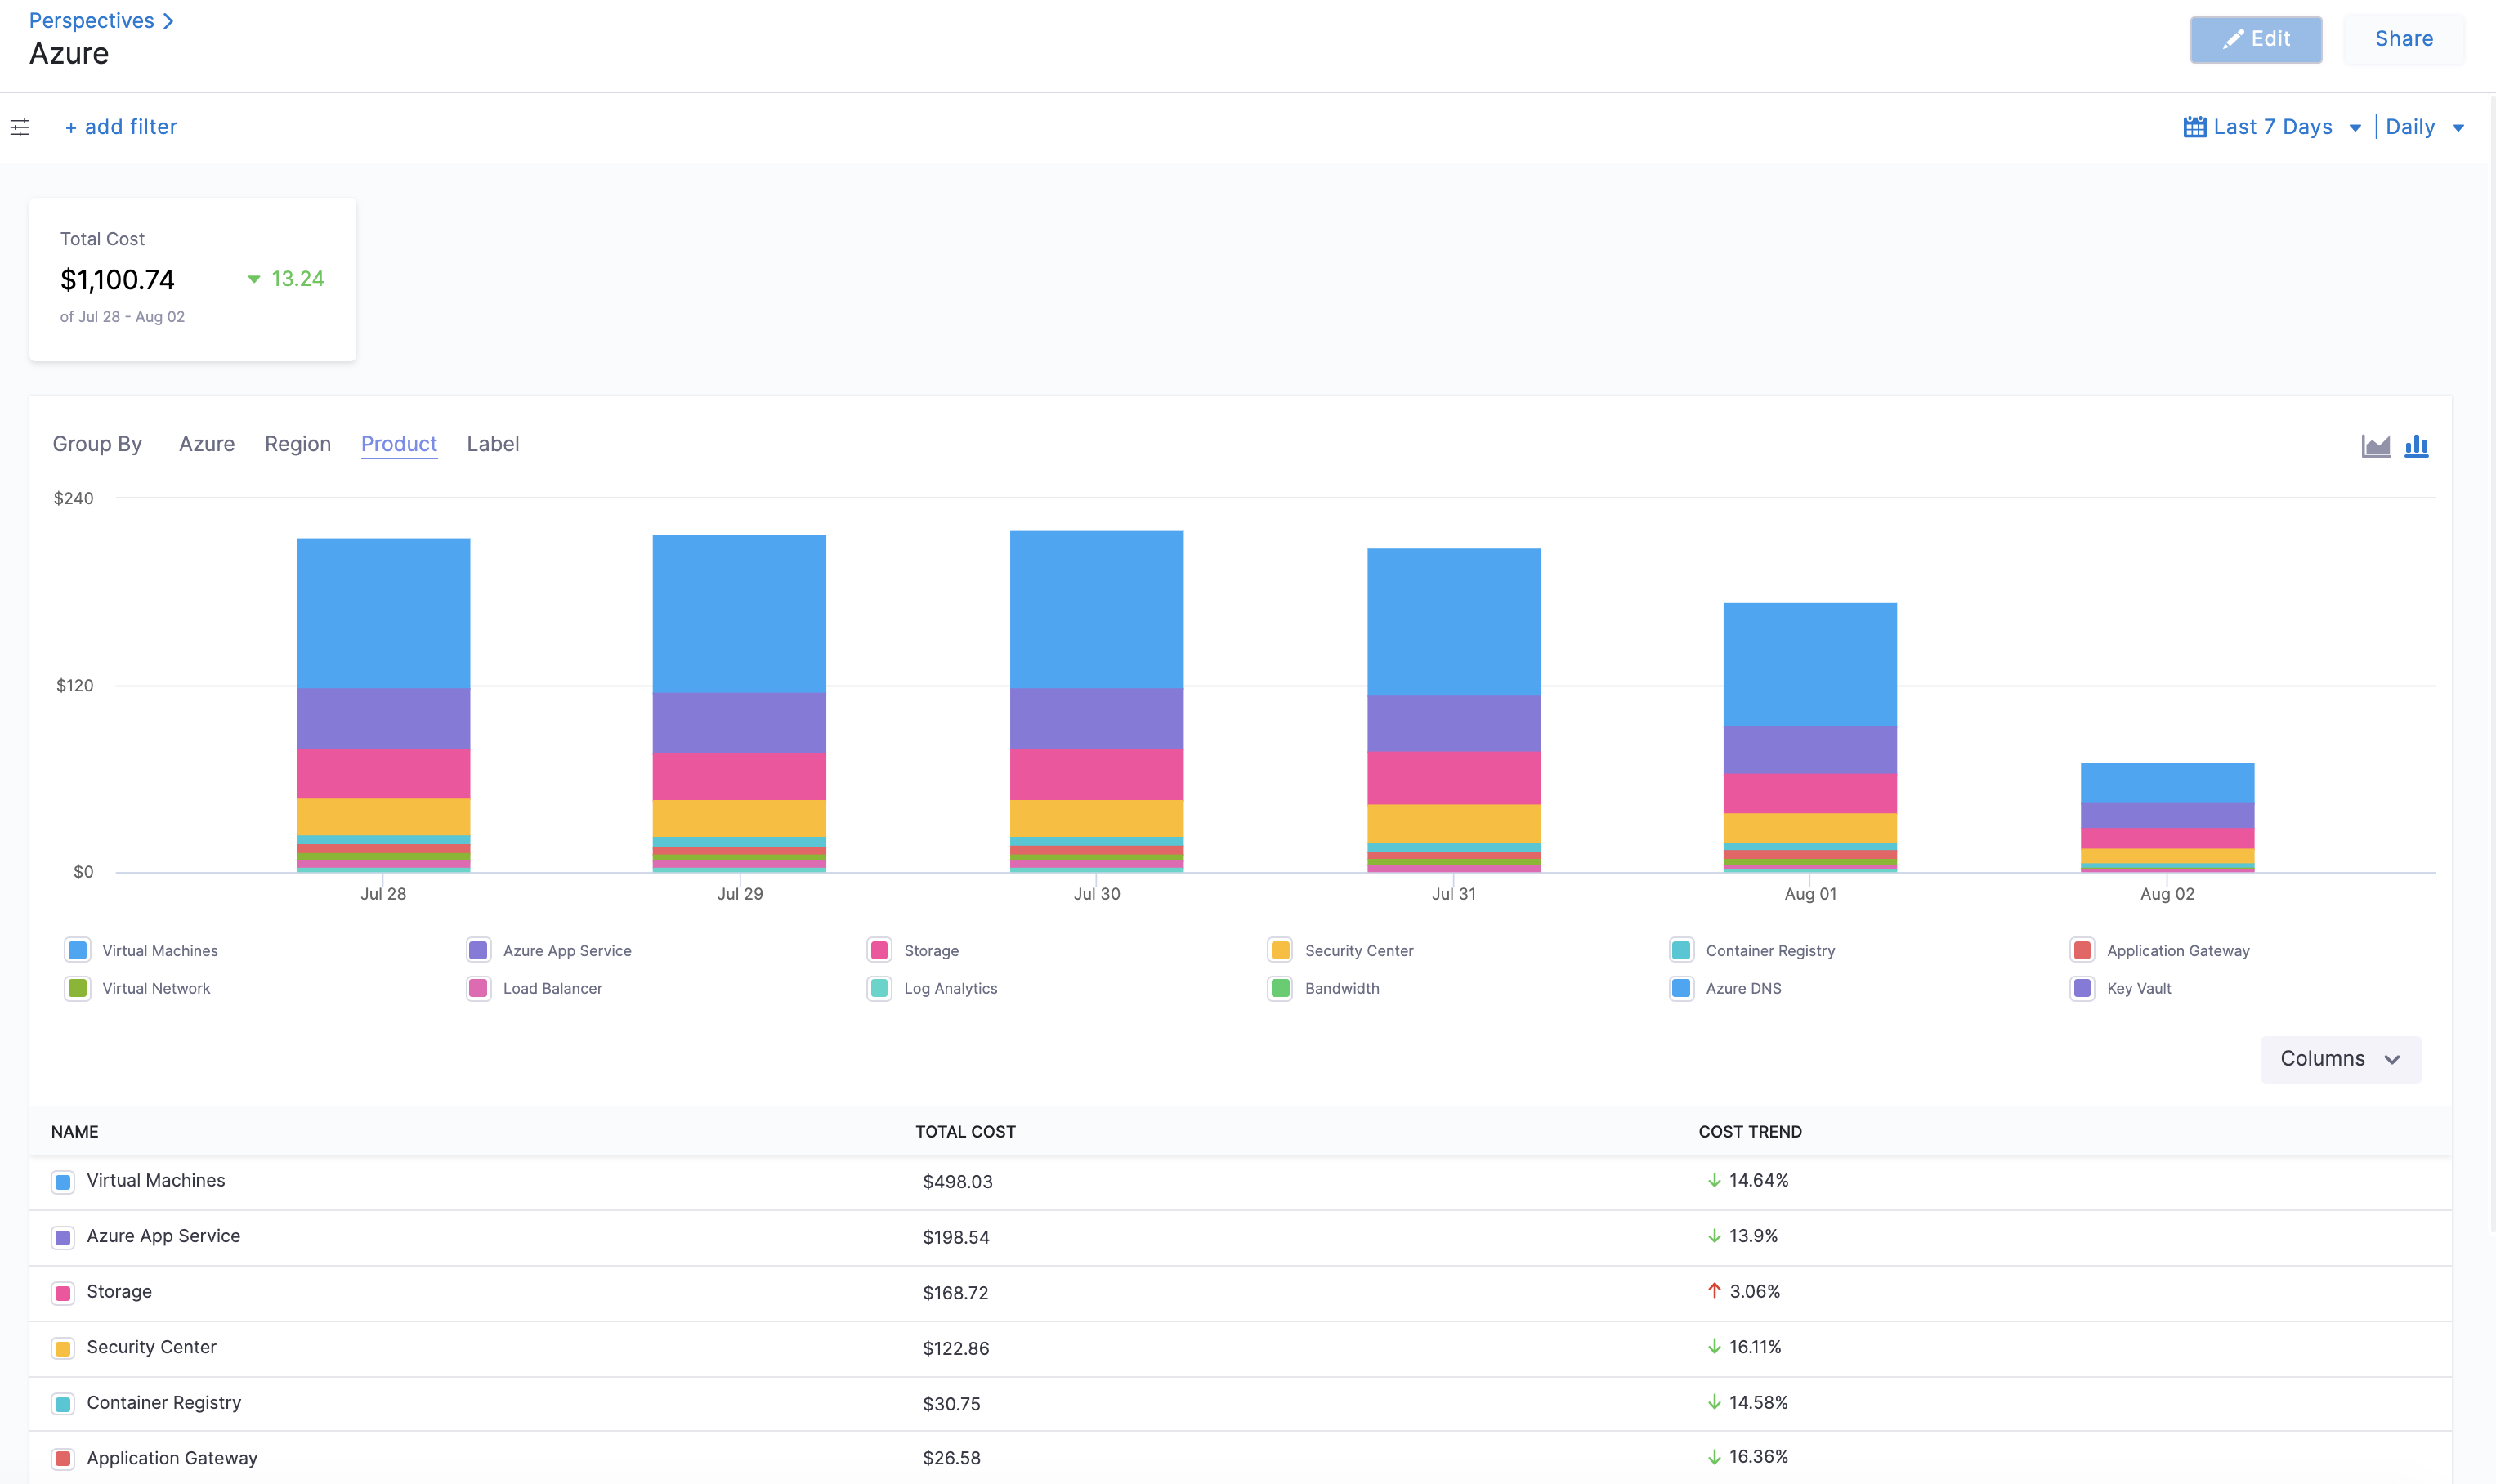 Perspectives
Azure
Edit
Share
+ add filter
Last 7 Days
Daily
Total Cost
$1,100.74 13.24
of Jul 28 - Aug 02
Group By Azure Region Product Label
$240
$120
$0
Jul 28 Jul 29 Jul 30 Jul 31 Aug 01 Aug 02
Virtual Machines Azure App Service Storage Security Center Container Registry Application Gateway
Virtual Network Load Balancer Log Analytics Bandwidth Azure DNS Key Vault
Columns
NAME TOTAL COST COST TREND
Virtual Machines $498.03 14.64%
Azure App Service $198.54 13.9%
Storage $168.72 3.06%
Security Center $122.86 16.11%
Container Registry $30.75 14.58%
Application Gateway $26.58 16.36%